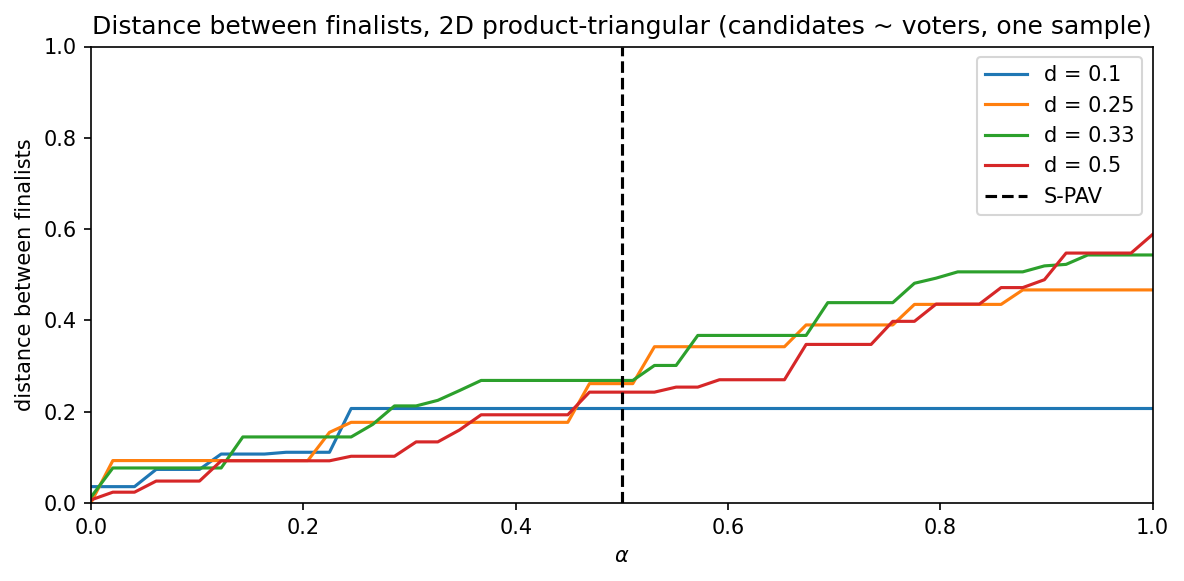 Distance between finalists, 2D product-triangular (candidates ~ voters, one sample)
distance between finalists
1.0
0.8
0.6
0.4
0.2
0.0
d = 0.1
d = 0.25
d = 0.33
d = 0.5
S-PAV
0.0 0.2 0.4 0.6 0.8 1.0
α